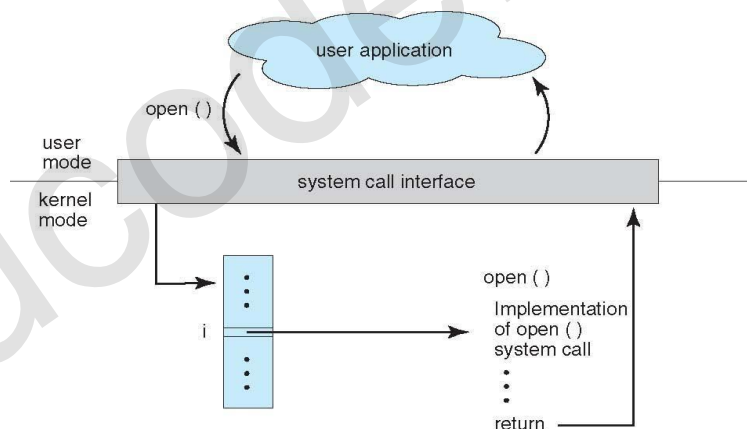 user application
open ( )
user
mode
system call interface
kernel
mode
open ( )
i
Implementation
of open ( )
system call
return